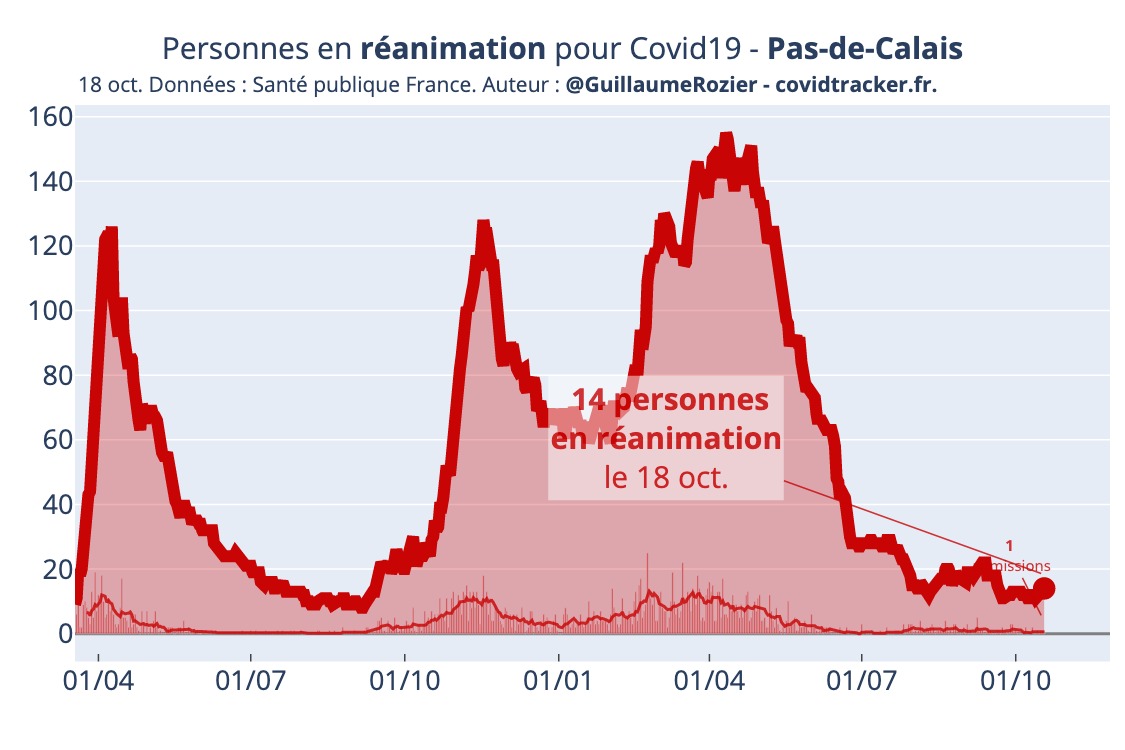 Personnes en réanimation pour Covid19 - Pas-de-Calais
18 oct. Données : Santé publique France. Auteur : @GuillaumeRozier - covidtracker.fr.
160
140
120
100
80
60
40
20
0
14 personnes
en réanimation
le 18 oct.
1
missions
01/04
01/07
01/10
01/01
01/04
01/07
01/10